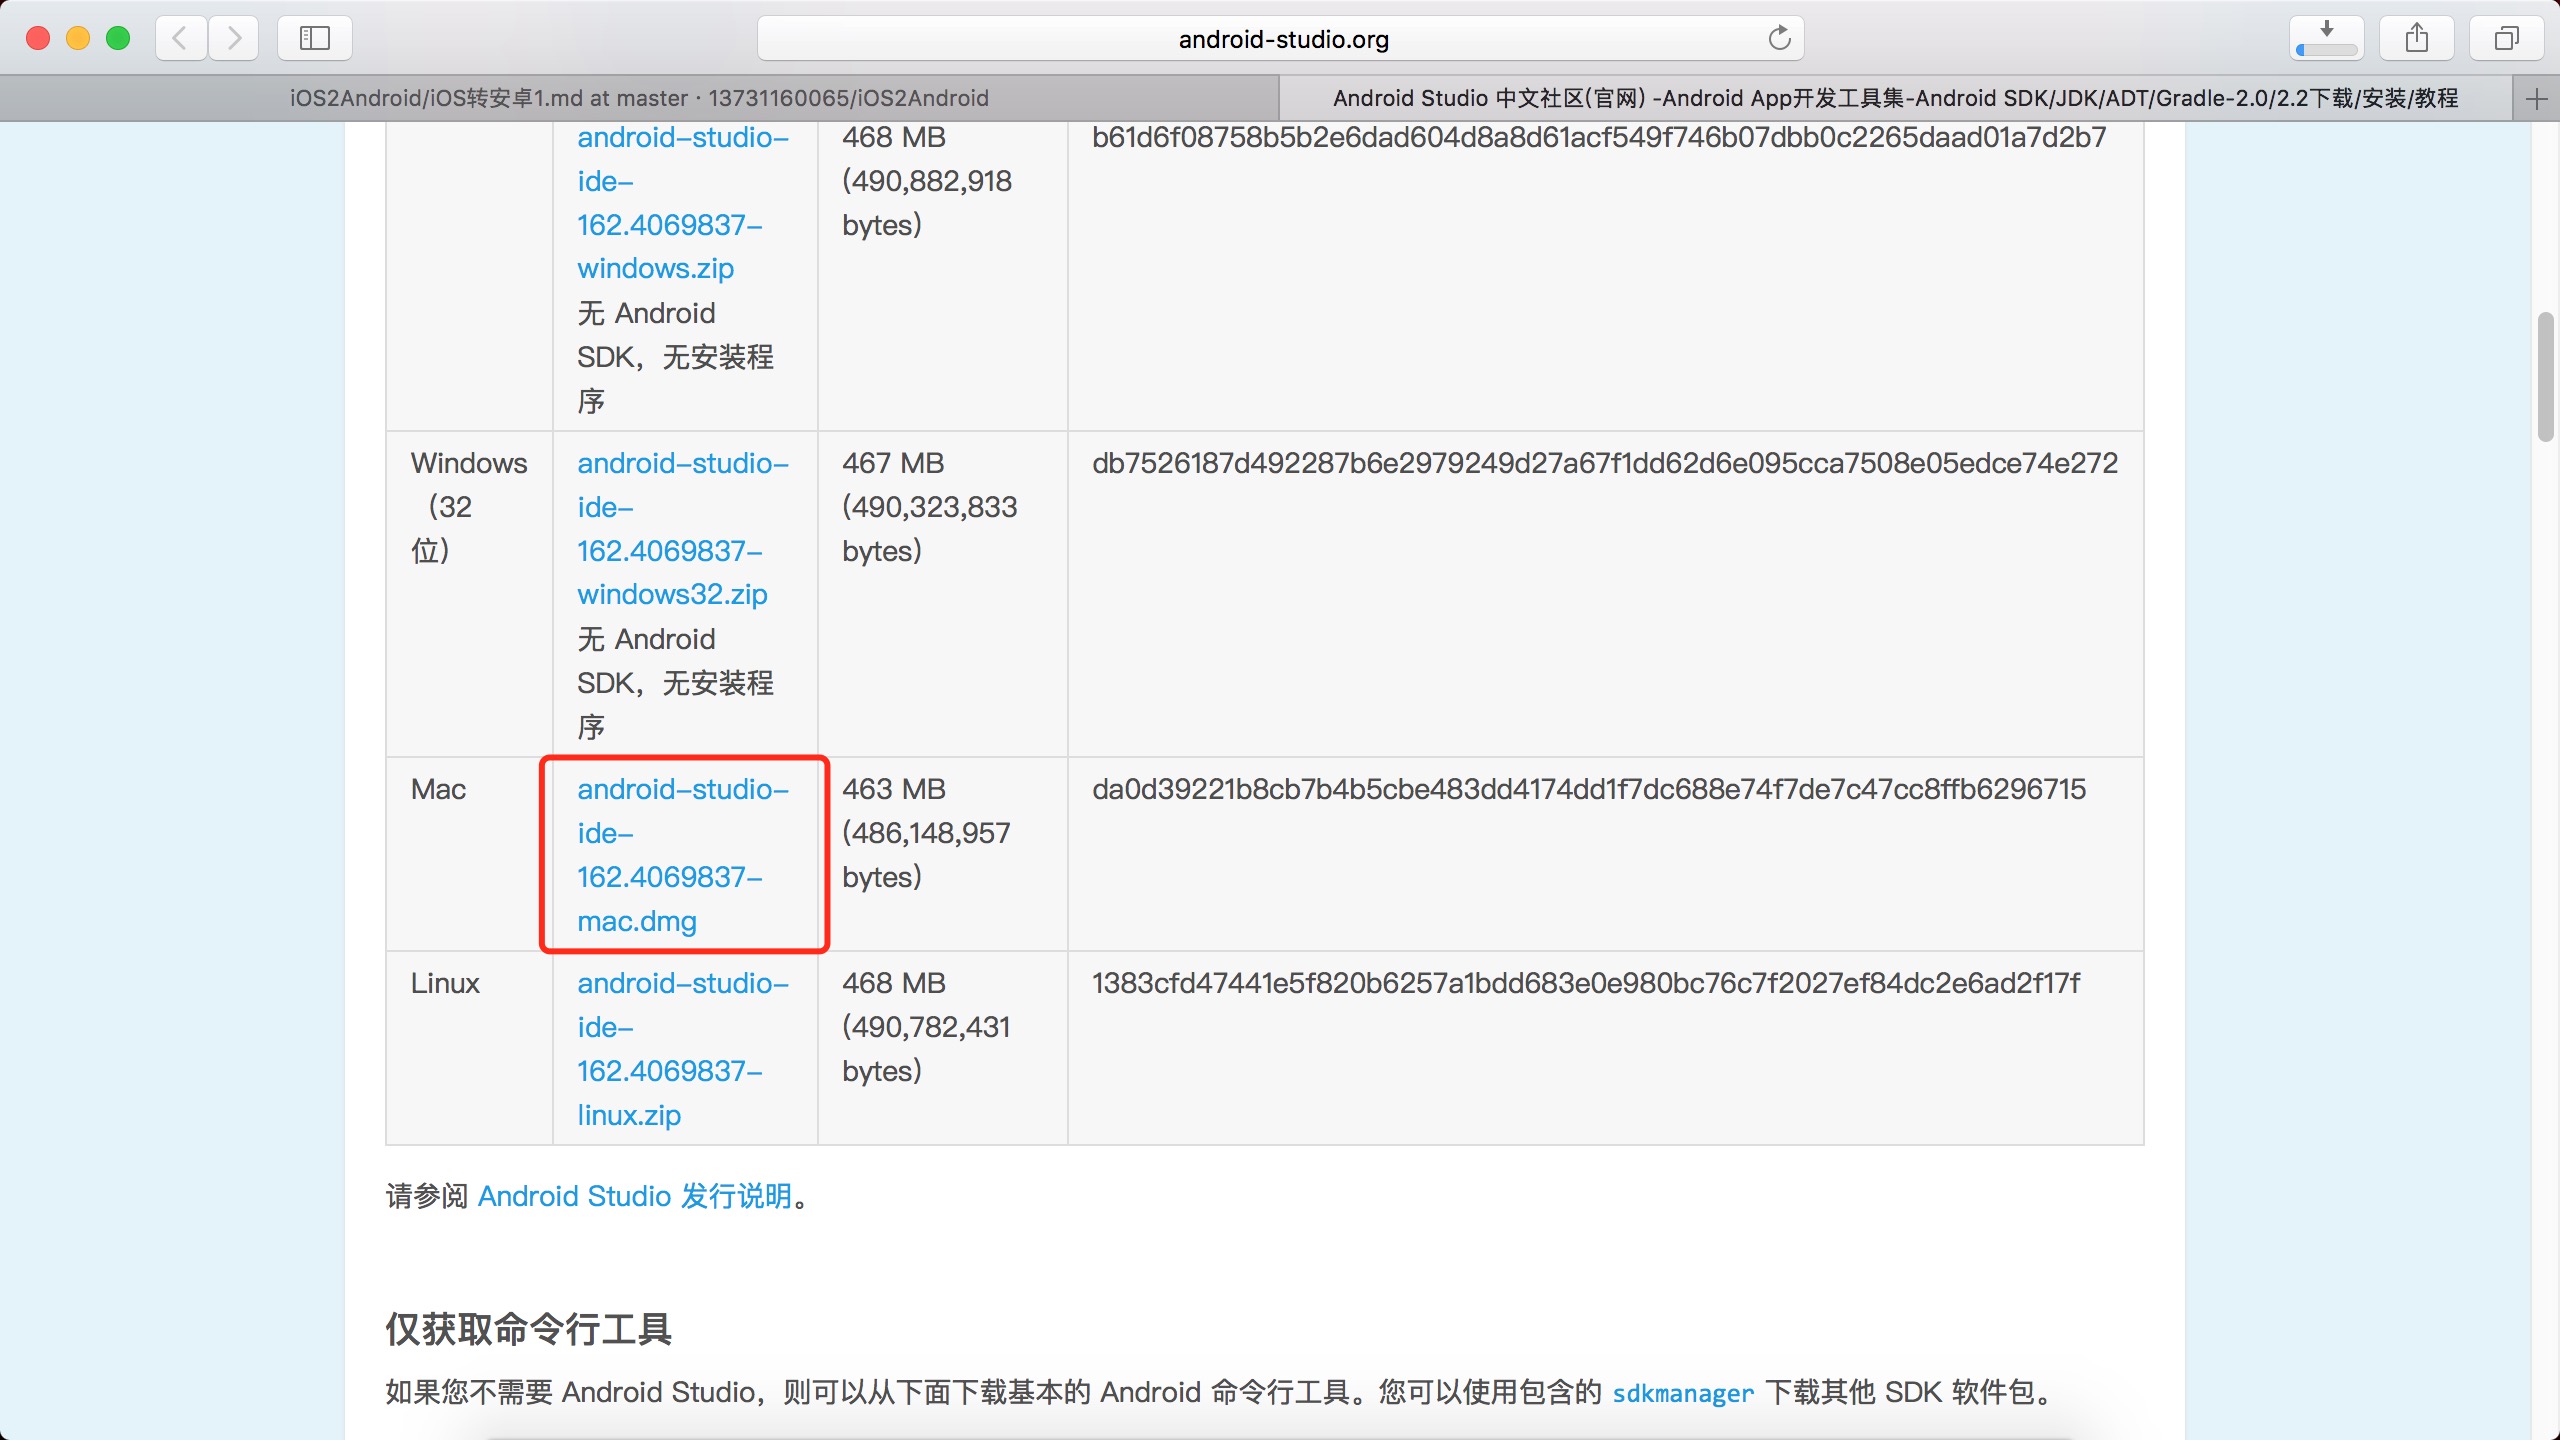 android-studio.org
iOS2Android/iOS转安卓1.md at master · 13731160065/iOS2Android
Android Studio 中文社区(官网) -Android App开发工具集-Android SDK/JDK/ADT/Gradle-2.0/2.2下载/安装/教程
android-studio-
ide-
162.4069837-
windows.zip
无 Android
SDK，无安装程
序
468 MB
(490,882,918
bytes)
b61d6f08758b5b2e6dad604d8a8d61acf549f746b07dbb0c2265daad01a7d2b7
Windows
（32
位）
android-studio-
ide-
162.4069837-
windows32.zip
无 Android
SDK，无安装程
序
467 MB
(490,323,833
bytes)
db7526187d492287b6e2979249d27a67f1dd62d6e095cca7508e05edce74e272
Mac
android-studio-
ide-
162.4069837-
mac.dmg
463 MB
(486,148,957
bytes)
da0d39221b8cb7b4b5cbe483dd4174dd1f7dc688e74f7de7c47cc8ffb6296715
Linux
android-studio-
ide-
162.4069837-
linux.zip
468 MB
(490,782,431
bytes)
1383cfd47441e5f820b6257a1bdd683e0e980bc76c7f2027ef84dc2e6ad2f17f
请参阅 Android Studio 发行说明。
仅获取命令行工具
如果您不需要 Android Studio，则可以从下面下载基本的 Android 命令行工具。您可以使用包含的 sdkmanager 下载其他 SDK 软件包。